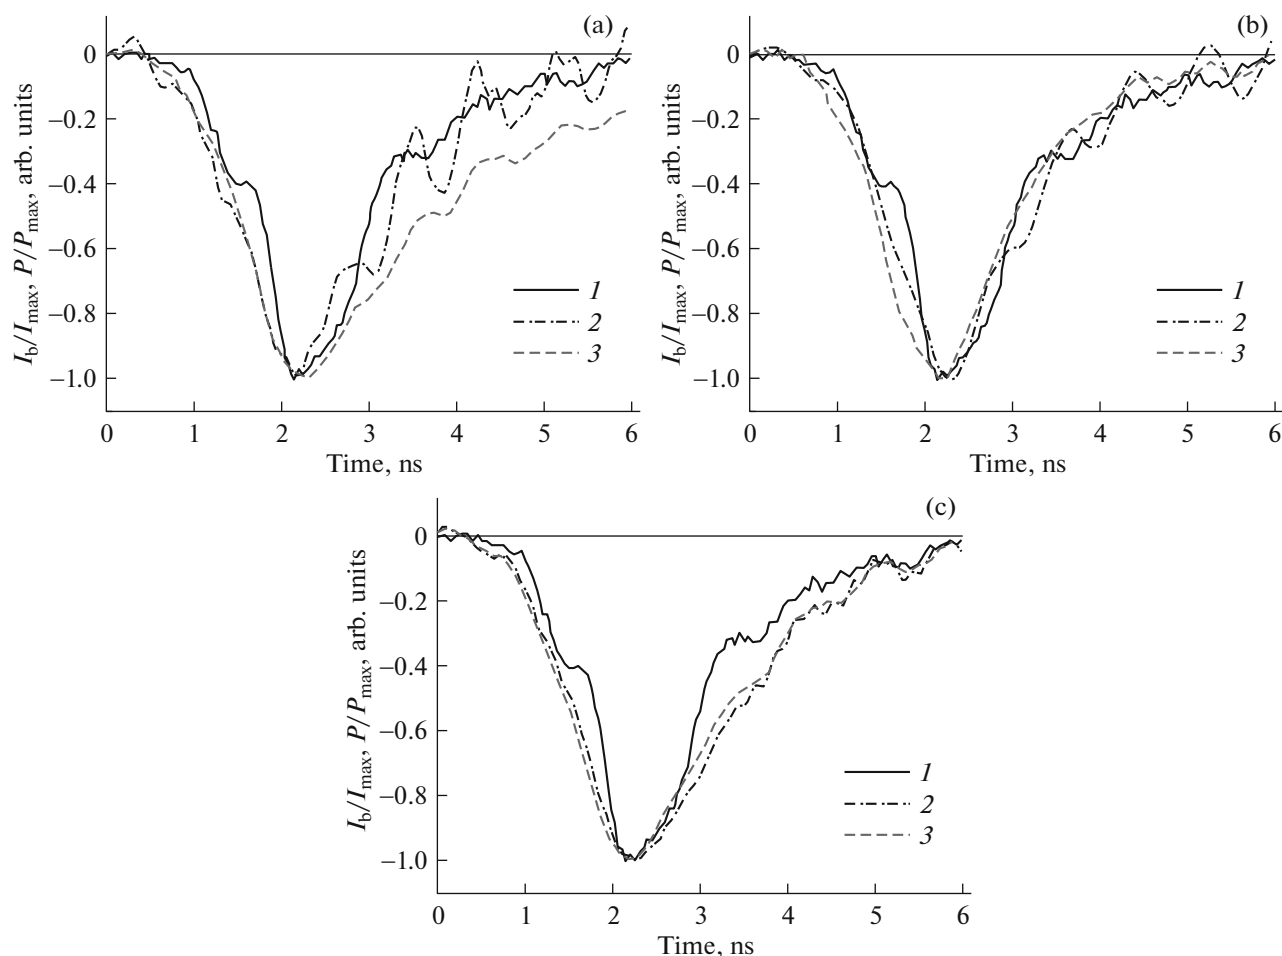 (a)
I_b/I_max, P/P_max, arb. units
0
–0.2
–0.4
–0.6
–0.8
–1.0
1
2
3
0 1 2 3 4 5 6
Time, ns
(b)
I_b/I_max, P/P_max, arb. units
0
–0.2
–0.4
–0.6
–0.8
–1.0
1
2
3
0 1 2 3 4 5 6
Time, ns
(c)
I_b/I_max, P/P_max, arb. units
0
–0.2
–0.4
–0.6
–0.8
–1.0
1
2
3
0 1 2 3 4 5 6
Time, ns